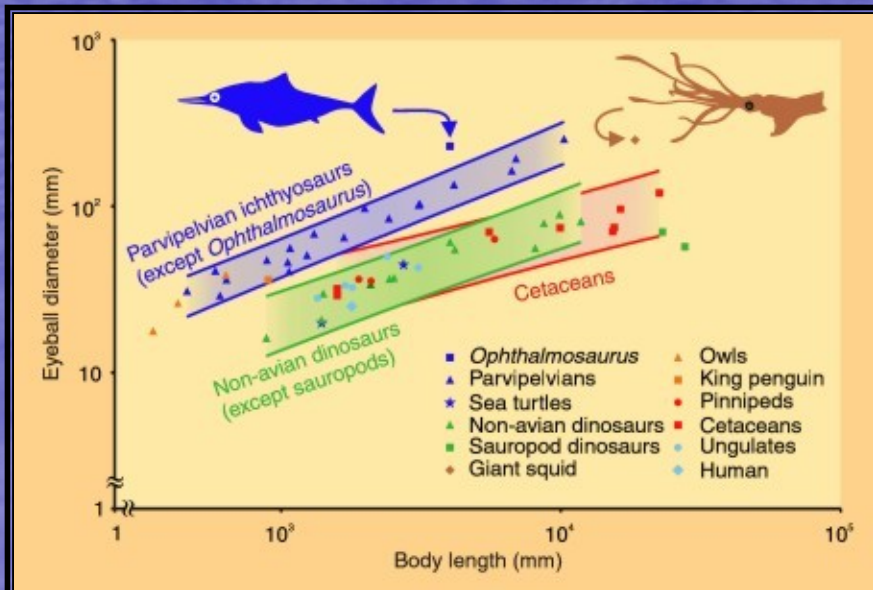 10³
10²
10
1
Eyeball diameter (mm)
1
10³
10⁴
10⁵
Body length (mm)
Parvipelvian ichthyosaurs
(except Ophthalmosaurus)
Non-avian dinosaurs
(except sauropods)
Cetaceans
Ophthalmosaurus
Parvipelvians
Sea turtles
Non-avian dinosaurs
Sauropod dinosaurs
Giant squid
Owls
King penguin
Pinnipeds
Cetaceans
Ungulates
Human